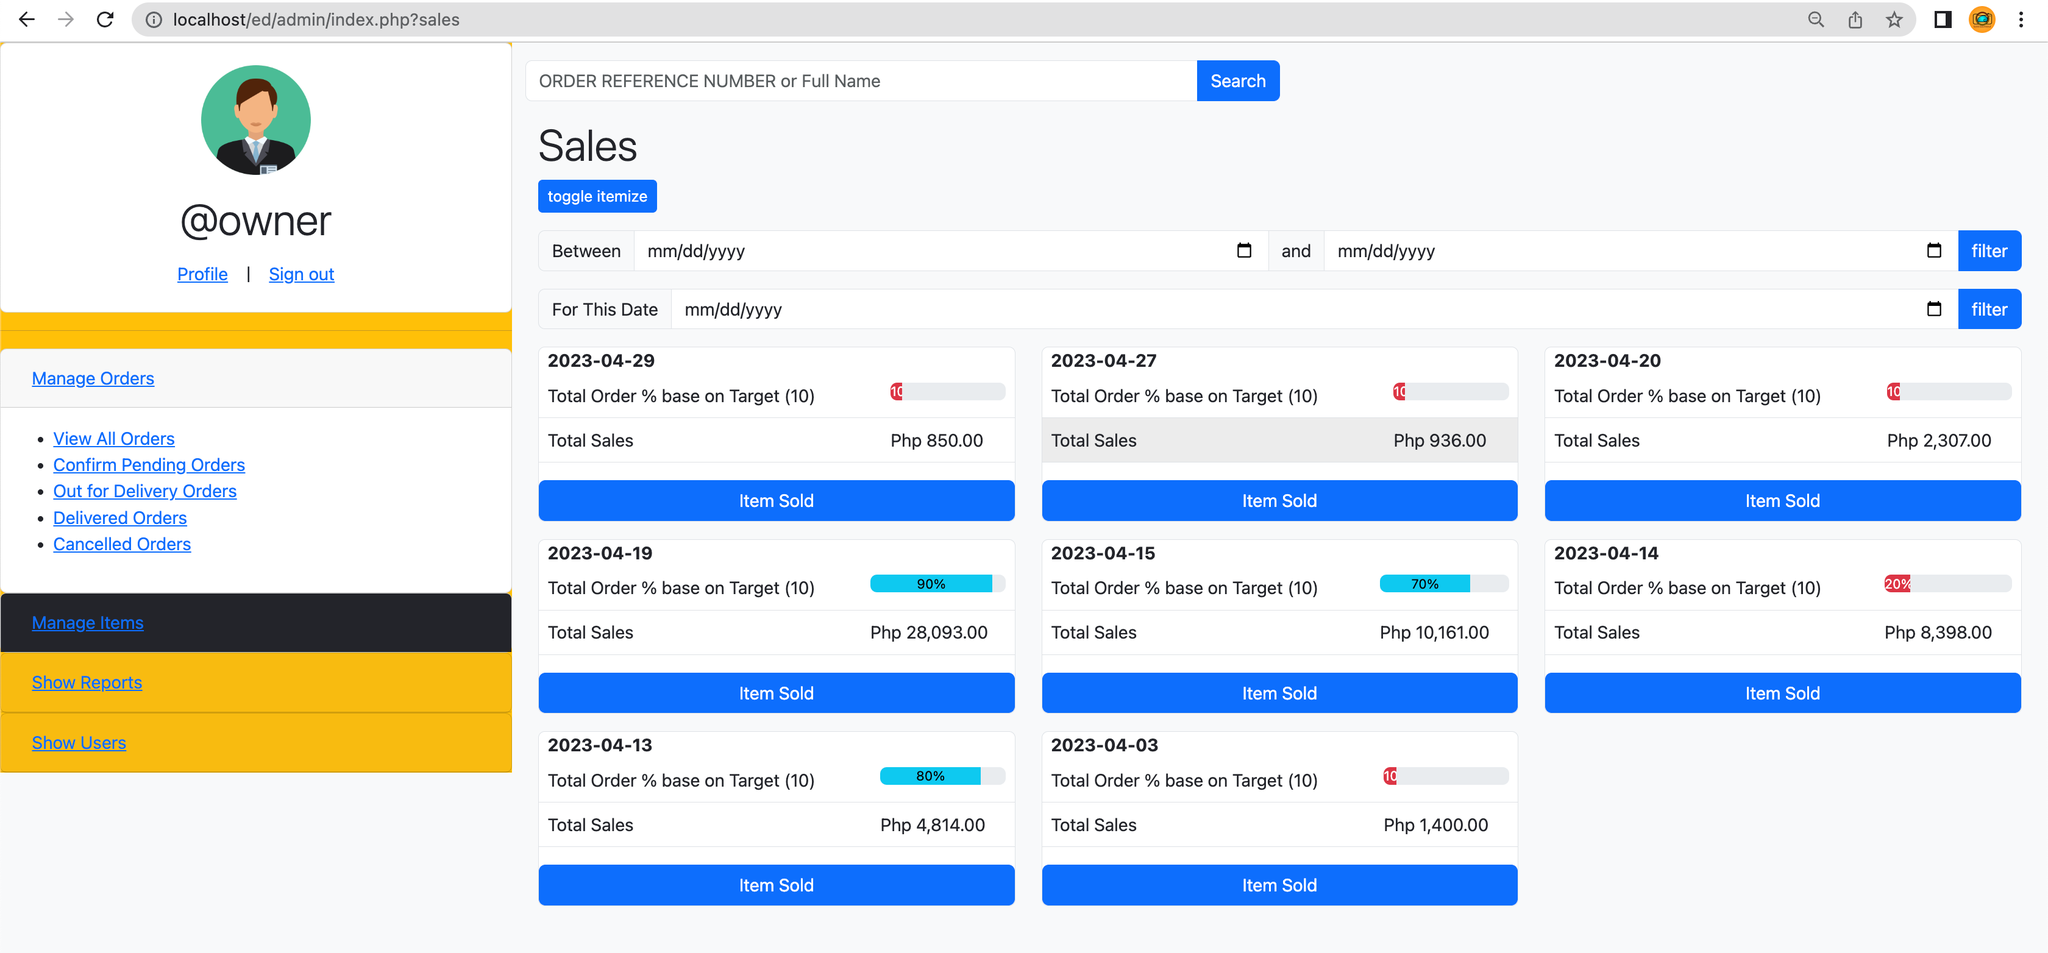 localhost/ed/admin/index.php?sales
@owner
Profile | Sign out
Manage Orders
• View All Orders
• Confirm Pending Orders
• Out for Delivery Orders
• Delivered Orders
• Cancelled Orders
Manage Items
Show Reports
Show Users
ORDER REFERENCE NUMBER or Full Name Search
Sales
toggle itemize
Between mm/dd/yyyy and mm/dd/yyyy filter
For This Date mm/dd/yyyy filter
2023-04-29
Total Order % base on Target (10) 10
Total Sales Php 850.00
Item Sold
2023-04-27
Total Order % base on Target (10) 10
Total Sales Php 936.00
Item Sold
2023-04-20
Total Order % base on Target (10) 10
Total Sales Php 2,307.00
Item Sold
2023-04-19
Total Order % base on Target (10) 90%
Total Sales Php 28,093.00
Item Sold
2023-04-15
Total Order % base on Target (10) 70%
Total Sales Php 10,161.00
Item Sold
2023-04-14
Total Order % base on Target (10) 20%
Total Sales Php 8,398.00
Item Sold
2023-04-13
Total Order % base on Target (10) 80%
Total Sales Php 4,814.00
Item Sold
2023-04-03
Total Order % base on Target (10) 10
Total Sales Php 1,400.00
Item Sold